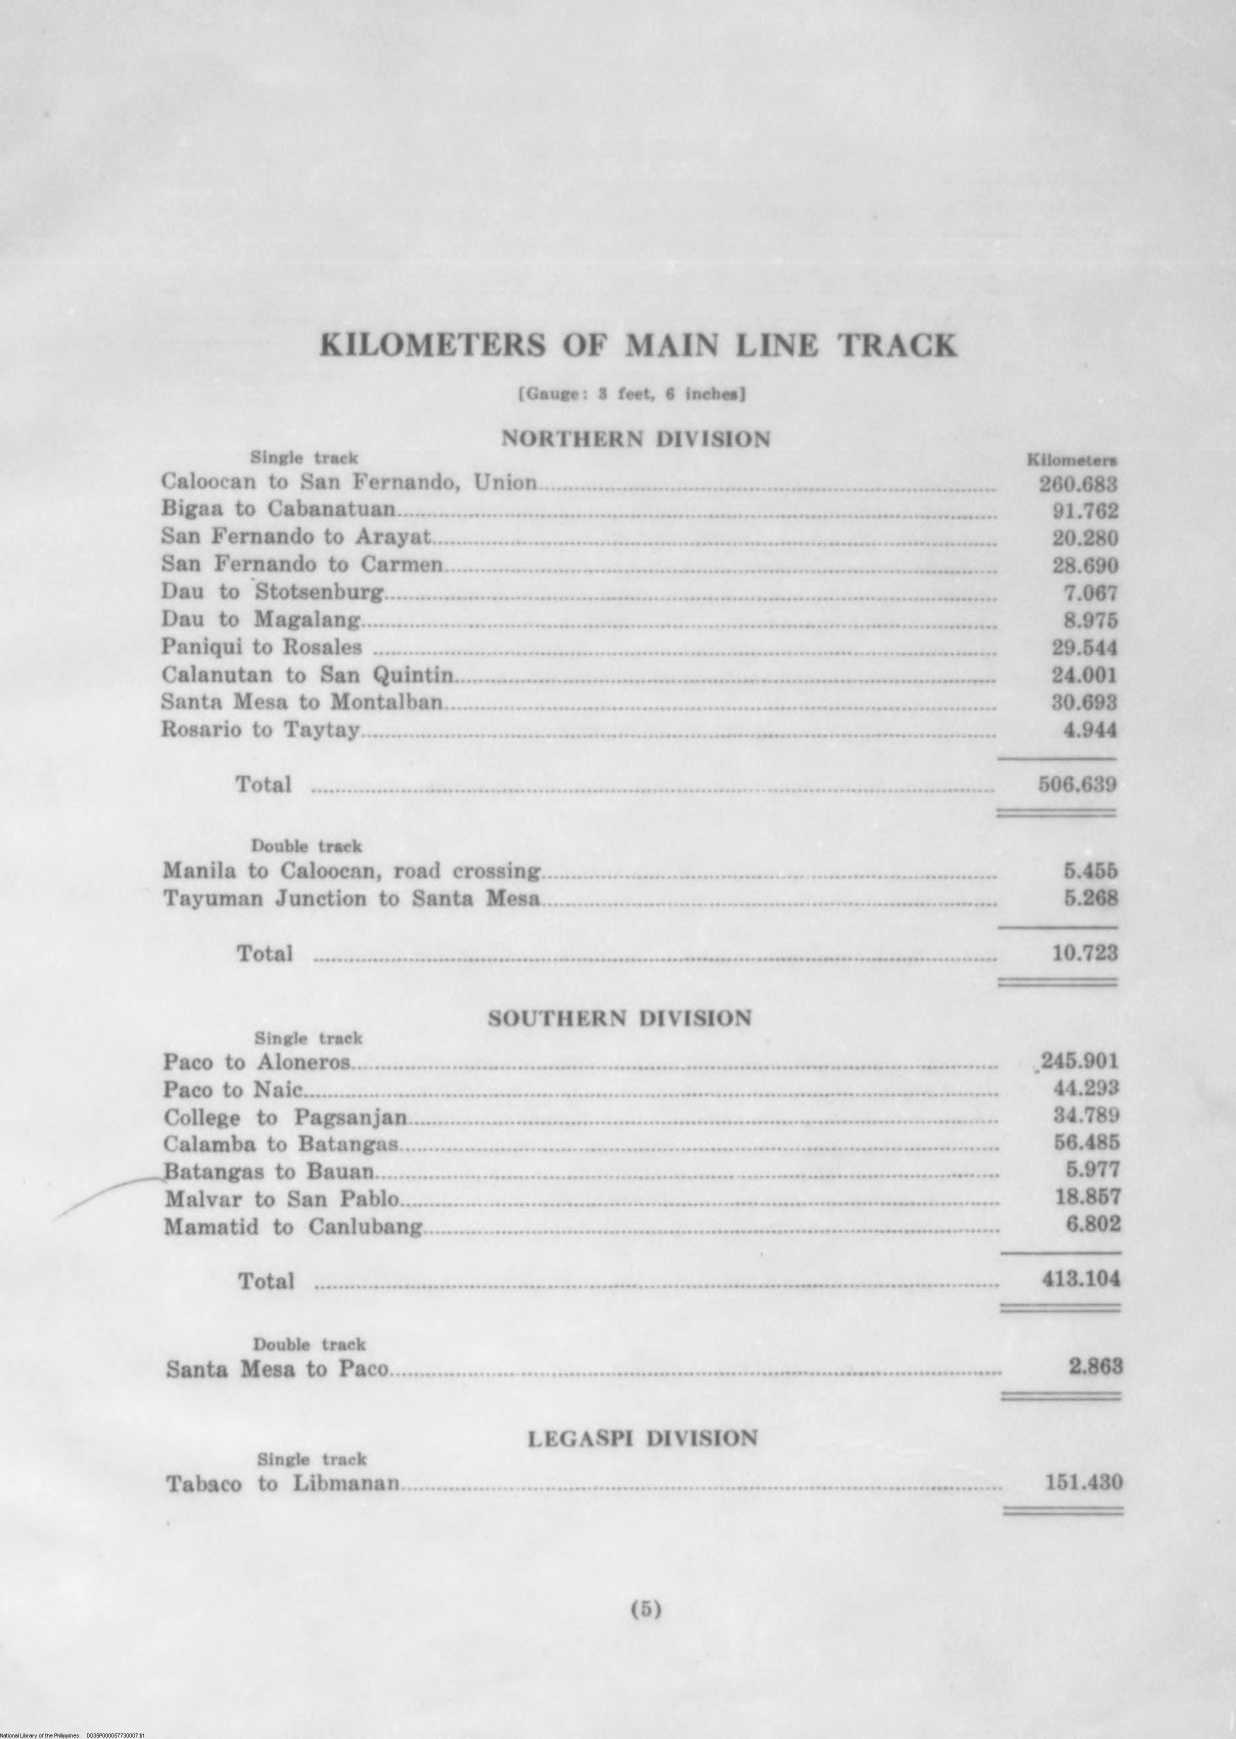 KILOMETERS OF MAIN LINE TRACK
[Gauge: 3 feet, 6 inches]
NORTHERN DIVISION
Single track Kilometers
Caloocan to San Fernando, Union 260.683
Bigaa to Cabanatuan 91.762
San Fernando to Arayat 20.280
San Fernando to Carmen 28.690
Dau to Stotsenburg 7.067
Dau to Magalang 8.975
Paniqui to Rosales 29.544
Calanutan to San Quintin 24.001
Santa Mesa to Montalban 30.693
Rosario to Taytay 4.944
Total 506.639
Double track
Manila to Caloocan, road crossing 5.455
Tayuman Junction to Santa Mesa 5.268
Total 10.723
SOUTHERN DIVISION
Single track
Paco to Aloneros 245.901
Paco to Naic 44.293
College to Pagsanjan 34.789
Calamba to Batangas 56.485
Batangas to Bauan 5.977
Malvar to San Pablo 18.857
Mamatid to Canlubang 6.802
Total 413.104
Double track
Santa Mesa to Paco 2.863
LEGASPI DIVISION
Single track
Tabaco to Libmanan 151.430
(5)
National Library of the Philippines